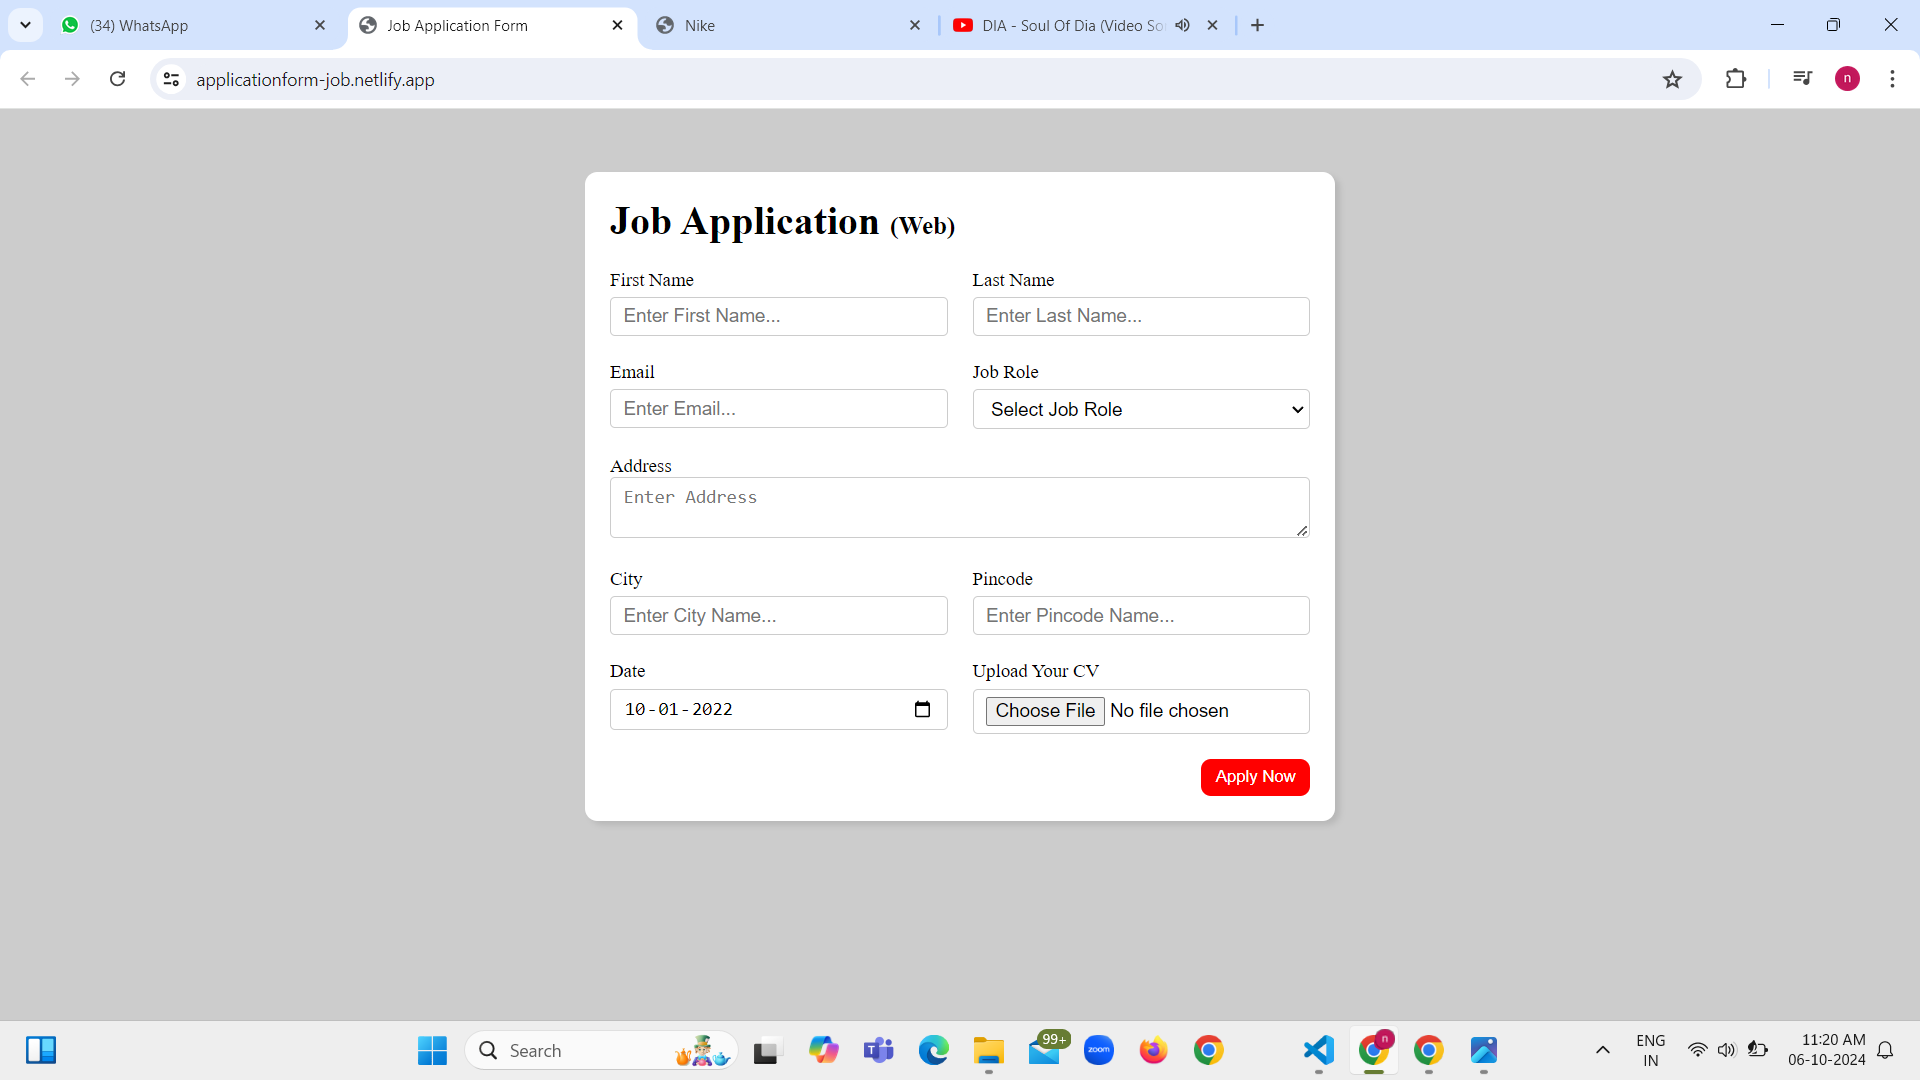 (34) WhatsApp
Job Application Form
Nike
DIA - Soul Of Dia (Video So
applicationform-job.netlify.app
n
Job Application (Web)
First Name
Last Name
Enter First Name...
Enter Last Name...
Email
Job Role
Enter Email...
Select Job Role
Address
Enter Address
City
Pincode
Enter City Name...
Enter Pincode Name...
Date
Upload Your CV
10-01-2022
Choose File No file chosen
Apply Now
Search
99+
zoom
n
ENG
IN
11:20 AM
06-10-2024